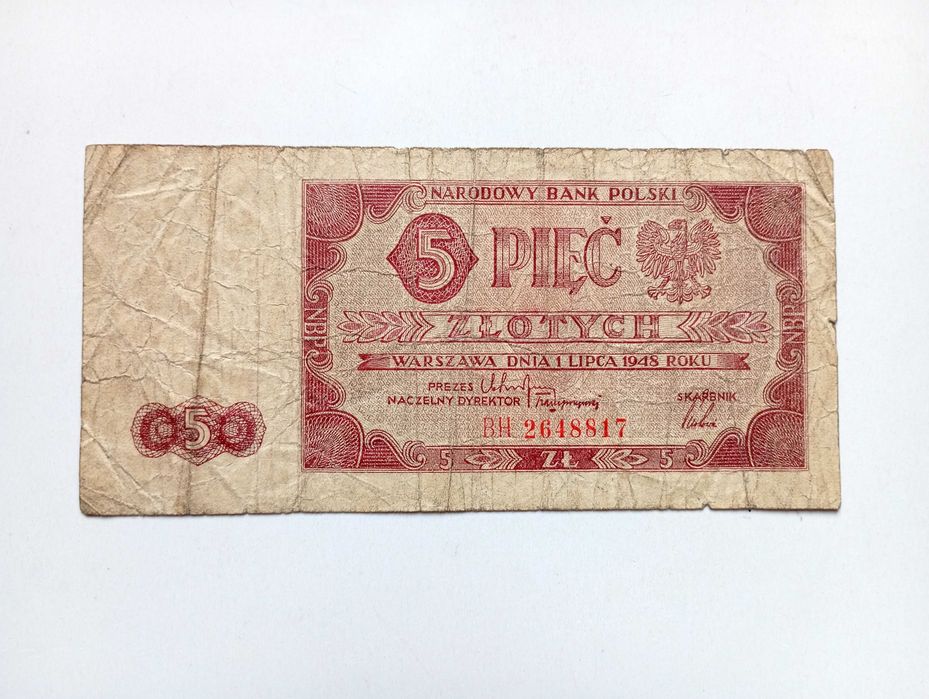 NARODOWY BANK POLSKI
5 PIĘĆ
ZŁOTYCH
WARSZAWA DNIA 1 LIPCA 1948 ROKU
PREZES
NACZELNY DYREKTOR
SKARBNIK
BH 2648817
5 ZŁ 5
NBP
NBP
5